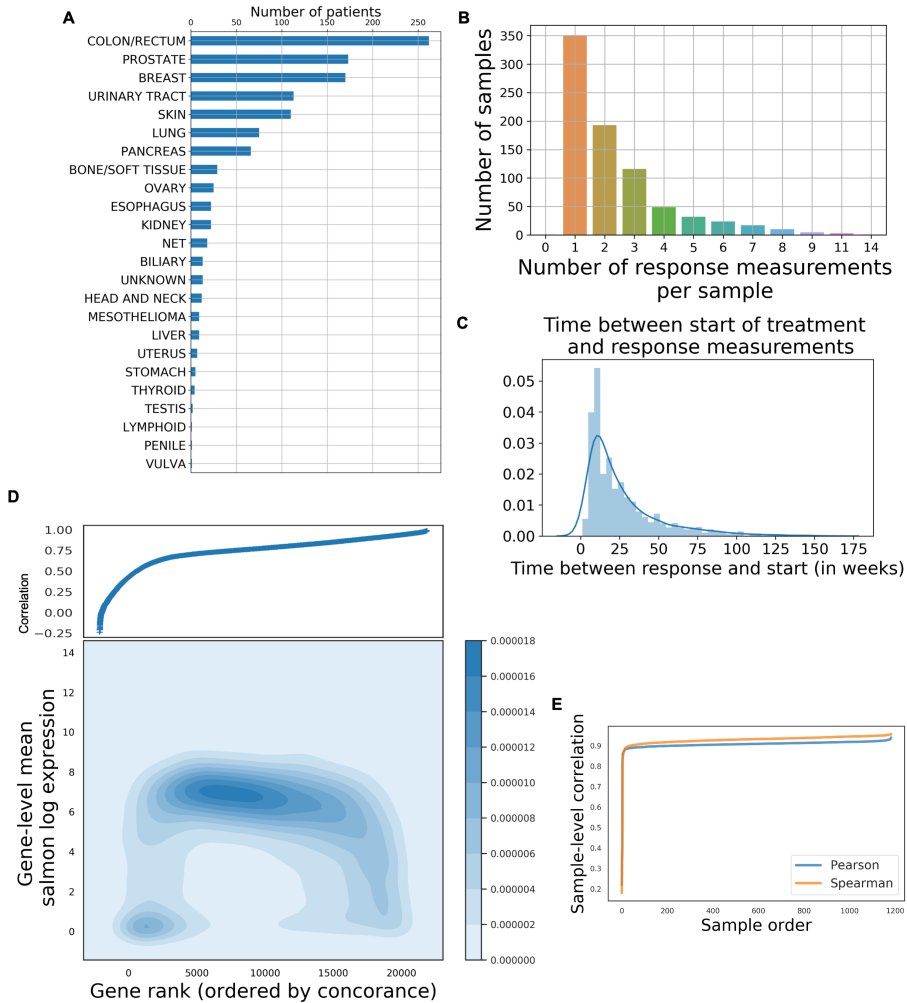 A
Number of patients
0 50 100 150 200 250
COLON/RECTUM
PROSTATE
BREAST
URINARY TRACT
SKIN
LUNG
PANCREAS
BONE/SOFT TISSUE
OVARY
ESOPHAGUS
KIDNEY
NET
BILIARY
UNKNOWN
HEAD AND NECK
MESOTHELIOMA
LIVER
UTERUS
STOMACH
THYROID
TESTIS
LYMPHOID
PENILE
VULVA
B
Number of samples
350
300
250
200
150
100
50
0
0 1 2 3 4 5 6 7 8 9 11 14
Number of response measurements
per sample
C
Time between start of treatment
and response measurements
0.05
0.04
0.03
0.02
0.01
0.00
0 25 50 75 100 125 150 175
Time between response and start (in weeks)
D
Correlation
1.00
0.75
0.50
0.25
0.00
−0.25
Gene-level mean
salmon log expression
14
12
10
8
6
4
2
0
0 5000 10000 15000 20000
Gene rank (ordered by concorance)
0.000018
0.000016
0.000014
0.000012
0.000010
0.000008
0.000006
0.000004
0.000002
0.000000
E
Sample-level correlation
0.9
0.8
0.7
0.6
0.5
0.4
0.3
0.2
Pearson
Spearman
0 200 400 600 800 1000 1200
Sample order